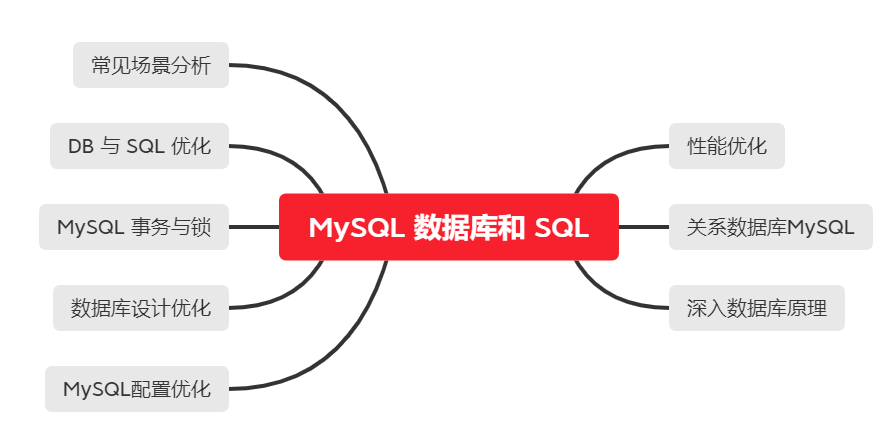 常见场景分析
DB 与 SQL 优化
MySQL 事务与锁
数据库设计优化
MySQL配置优化
MySQL 数据库和 SQL
性能优化
关系数据库MySQL
深入数据库原理